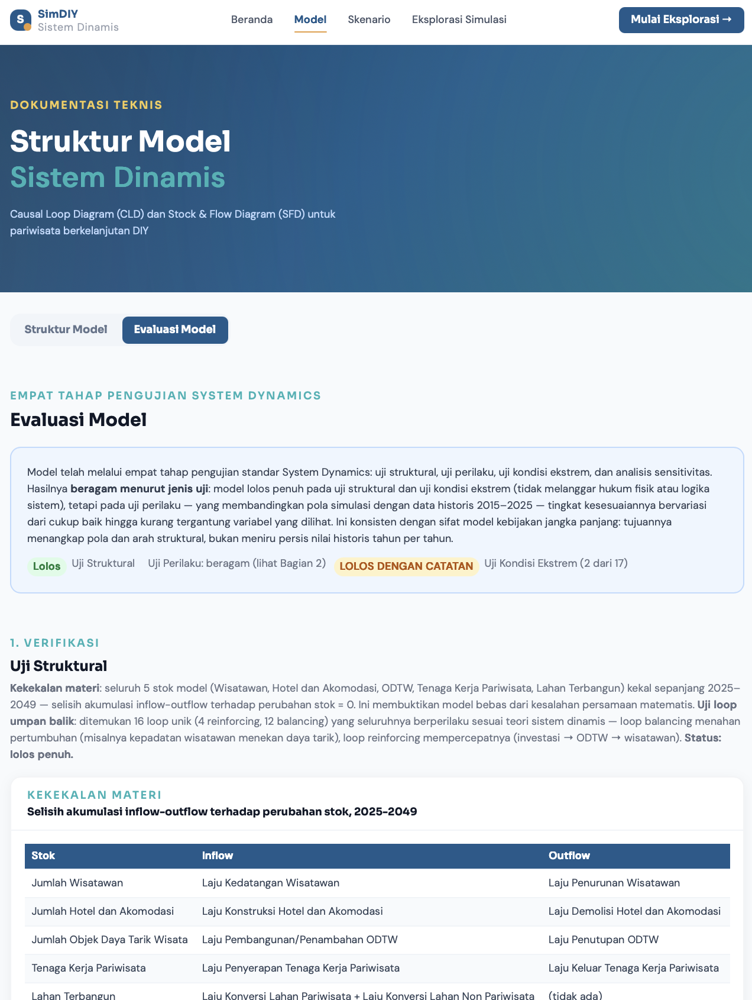 S
SimDIY
Sistem Dinamis
Beranda
Model
Skenario
Eksplorasi Simulasi
Mulai Eksplorasi →
DOKUMENTASI TEKNIS
Struktur Model
Sistem Dinamis
Causal Loop Diagram (CLD) dan Stock & Flow Diagram (SFD) untuk
pariwisata berkelanjutan DIY
Struktur Model
Evaluasi Model
EMPAT TAHAP PENGUJIAN SYSTEM DYNAMICS
Evaluasi Model
Model telah melalui empat tahap pengujian standar System Dynamics: uji struktural, uji perilaku, uji kondisi ekstrem, dan analisis sensitivitas.
Hasilnya beragam menurut jenis uji: model lolos penuh pada uji struktural dan uji kondisi ekstrem (tidak melanggar hukum fisik atau logika
sistem), tetapi pada uji perilaku — yang membandingkan pola simulasi dengan data historis 2015–2025 — tingkat kesesuaiannya bervariasi
dari cukup baik hingga kurang tergantung variabel yang dilihat. Ini konsisten dengan sifat model kebijakan jangka panjang: tujuannya
menangkap pola dan arah struktural, bukan meniru persis nilai historis tahun per tahun.
Lolos Uji Struktural Uji Perilaku: beragam (lihat Bagian 2) LOLOS DENGAN CATATAN Uji Kondisi Ekstrem (2 dari 17)
1. VERIFIKASI
Uji Struktural
Kekekalan materi: seluruh 5 stok model (Wisatawan, Hotel dan Akomodasi, ODTW, Tenaga Kerja Pariwisata, Lahan Terbangun) kekal sepanjang 2025–
2049 — selisih akumulasi inflow-outflow terhadap perubahan stok = 0. Ini membuktikan model bebas dari kesalahan persamaan matematis. Uji loop
umpan balik: ditemukan 16 loop unik (4 reinforcing, 12 balancing) yang seluruhnya berperilaku sesuai teori sistem dinamis — loop balancing menahan
pertumbuhan (misalnya kepadatan wisatawan menekan daya tarik), loop reinforcing mempercepatnya (investasi → ODTW → wisatawan). Status:
lolos penuh.
KEKEKALAN MATERI
Selisih akumulasi inflow-outflow terhadap perubahan stok, 2025-2049
Stok Inflow Outflow
Jumlah Wisatawan Laju Kedatangan Wisatawan Laju Penurunan Wisatawan
Jumlah Hotel dan Akomodasi Laju Konstruksi Hotel dan Akomodasi Laju Demolisi Hotel dan Akomodasi
Jumlah Objek Daya Tarik Wisata Laju Pembangunan/Penambahan ODTW Laju Penutupan ODTW
Tenaga Kerja Pariwisata Laju Penyerapan Tenaga Kerja Pariwisata Laju Keluar Tenaga Kerja Pariwisata
Lahan Terbangun Laju Konversi Lahan Pariwisata + Laju Konversi Lahan Non Pariwisata (tidak ada)